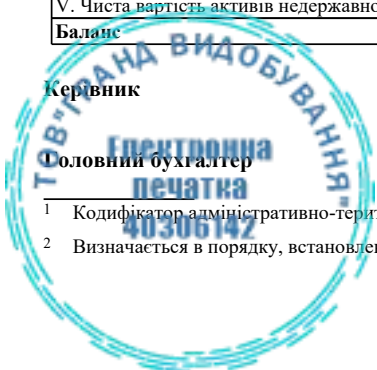 V. Чиста вартість активів недержавно
Баланс
Керівник
Головний бухгалтер
1 Кодифікатор адміністративно-терит
2 Визначається в порядку, встановлен
ТОВ "ГРАНД ВИДОБУВАННЯ"
Електронна
печатка
40306142